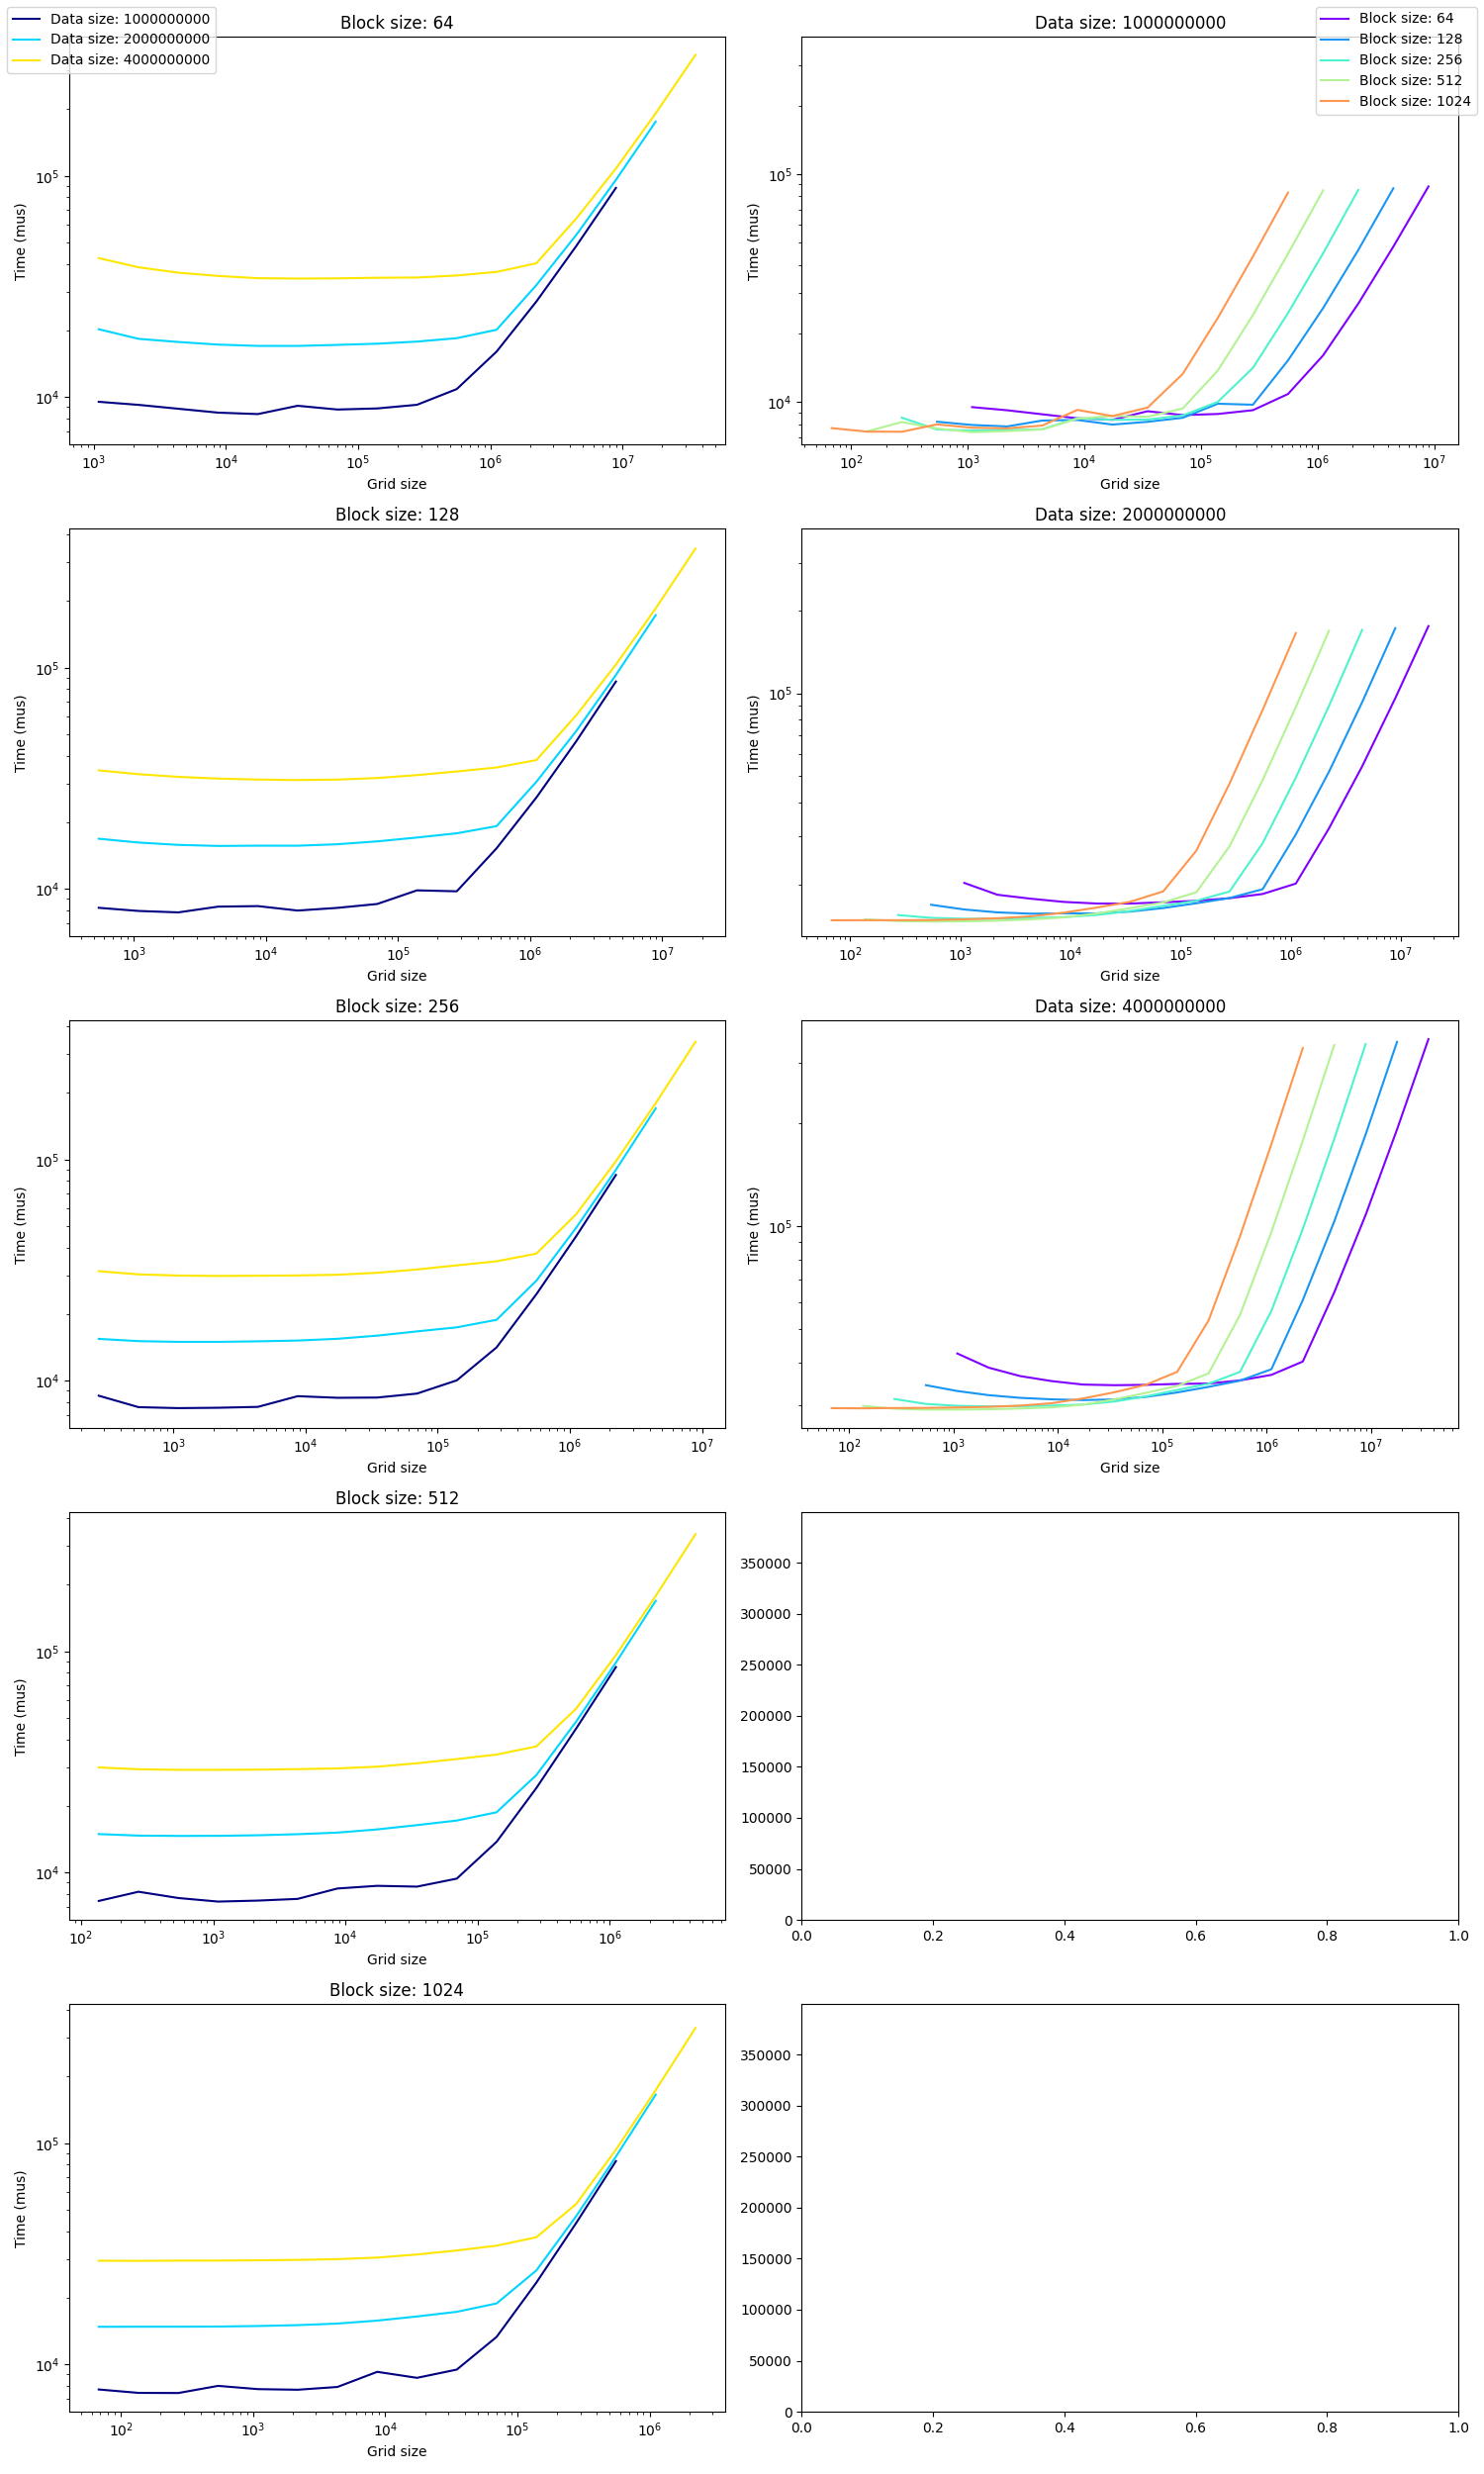 Data size: 1000000000
Data size: 2000000000
Data size: 4000000000
Block size: 64
10^5
10^4
Time (mus)
10^3 10^4 10^5 10^6 10^7
Grid size
Data size: 1000000000
Block size: 64
Block size: 128
Block size: 256
Block size: 512
Block size: 1024
10^5
10^4
Time (mus)
10^2 10^3 10^4 10^5 10^6 10^7
Grid size
Block size: 128
10^5
10^4
Time (mus)
10^3 10^4 10^5 10^6 10^7
Grid size
Data size: 2000000000
10^5
Time (mus)
10^2 10^3 10^4 10^5 10^6 10^7
Grid size
Block size: 256
10^5
10^4
Time (mus)
10^3 10^4 10^5 10^6 10^7
Grid size
Data size: 4000000000
10^5
Time (mus)
10^2 10^3 10^4 10^5 10^6 10^7
Grid size
Block size: 512
10^5
10^4
Time (mus)
10^2 10^3 10^4 10^5 10^6
Grid size
350000
300000
250000
200000
150000
100000
50000
0
0.0 0.2 0.4 0.6 0.8 1.0
Block size: 1024
10^5
10^4
Time (mus)
10^2 10^3 10^4 10^5 10^6
Grid size
350000
300000
250000
200000
150000
100000
50000
0
0.0 0.2 0.4 0.6 0.8 1.0